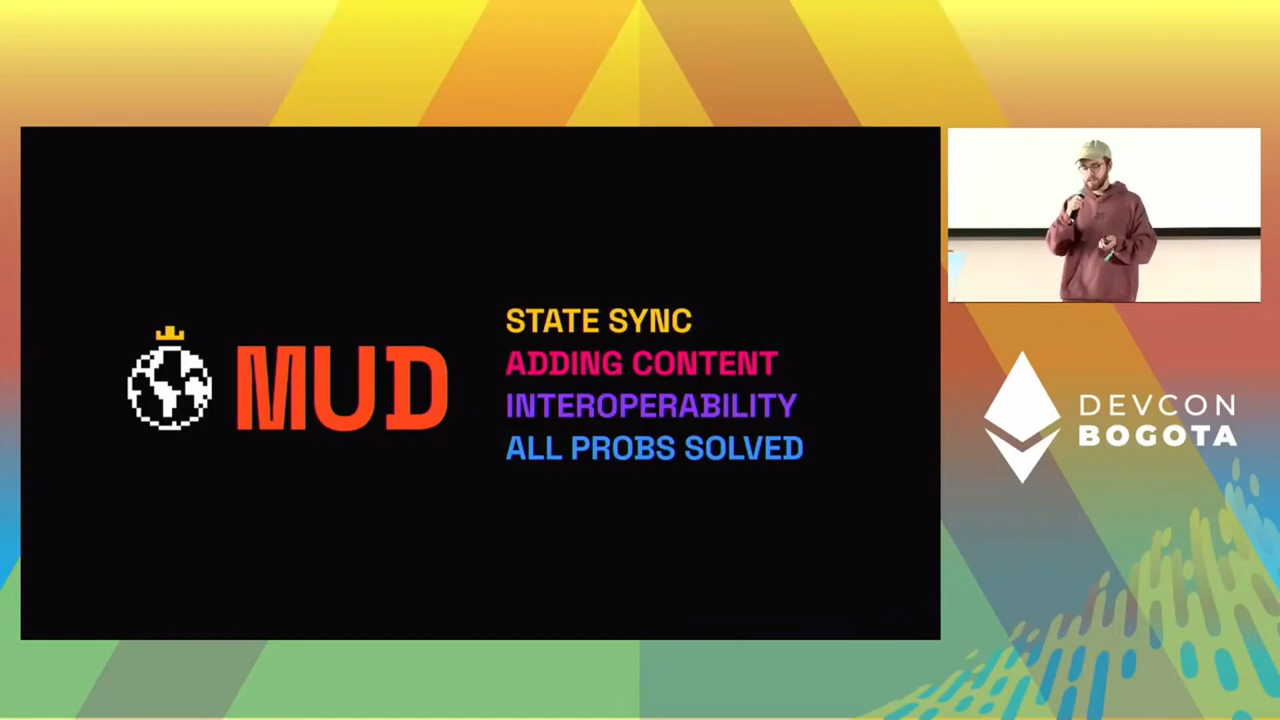 MUD
STATE SYNC
ADDING CONTENT
INTEROPERABILITY
ALL PROBS SOLVED
DEVCON
BOGOTA